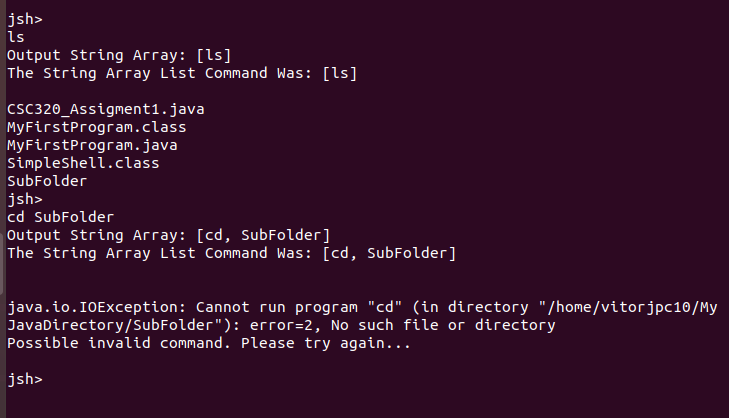 jsh>
ls
Output String Array: [ls]
The String Array List Command Was: [ls]
CSC320_Assigment1.java
MyFirstProgram.class
MyFirstProgram.java
SimpleShell.class
SubFolder
jsh>
cd SubFolder
Output String Array: [cd, SubFolder]
The String Array List Command Was: [cd, SubFolder]
java.io.IOException: Cannot run program "cd" (in directory "/home/vitorjpc10/My
JavaDirectory/SubFolder"): error=2, No such file or directory
Possible invalid command. Please try again...
jsh>